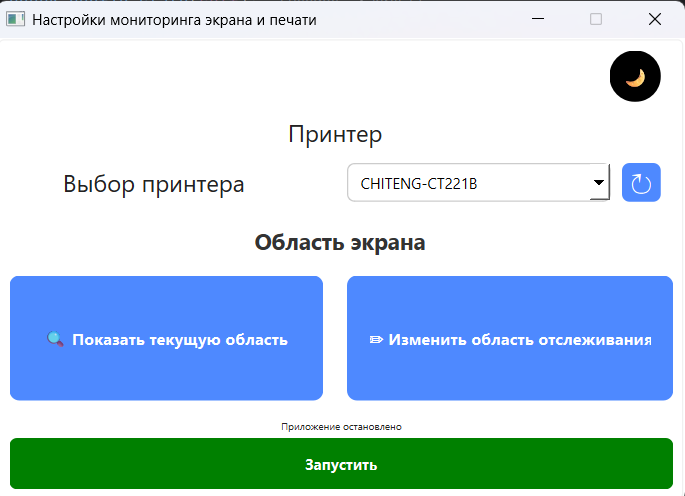 Настройки мониторинга экрана и печати
Принтер
Выбор принтера
CHITENG-CT221B
Область экрана
Показать текущую область
Изменить область отслеживания
Приложение остановлено
Запустить